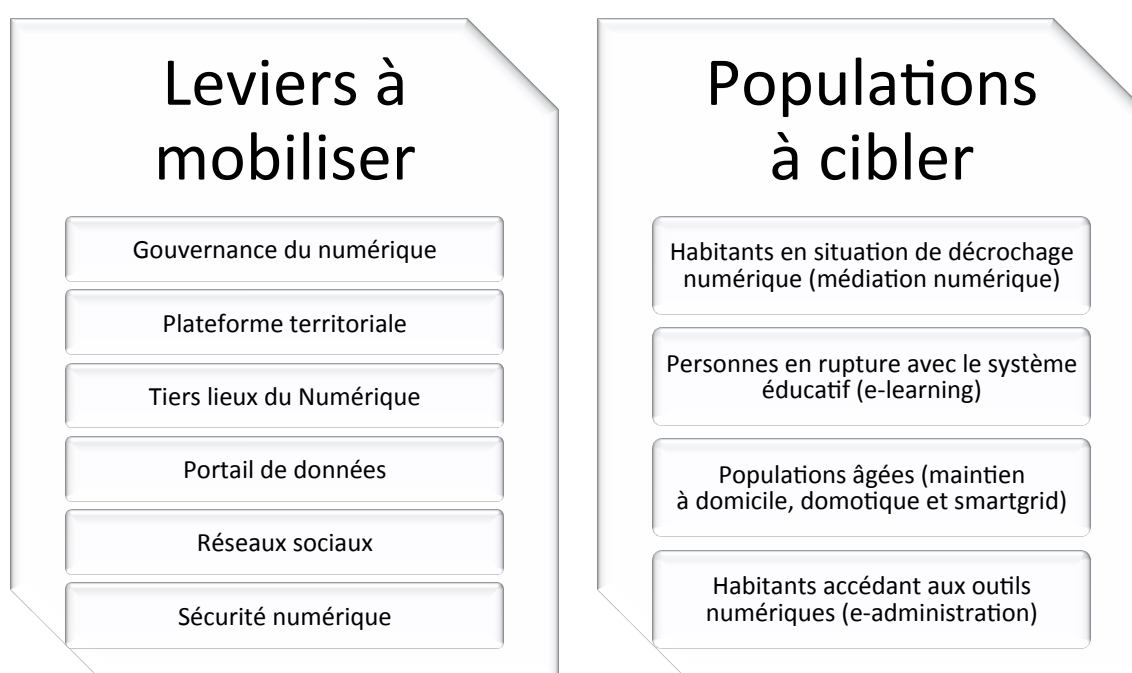 Leviers à
mobiliser
Gouvernance du numérique
Plateforme territoriale
Tiers lieux du Numérique
Portail de données
Réseaux sociaux
Sécurité numérique
Populations
à cibler
Habitants en situation de décrochage
numérique (médiation numérique)
Personnes en rupture avec le système
éducatif (e-learning)
Populations âgées (maintien
à domicile, domotique et smartgrid)
Habitants accédant aux outils
numériques (e-administration)